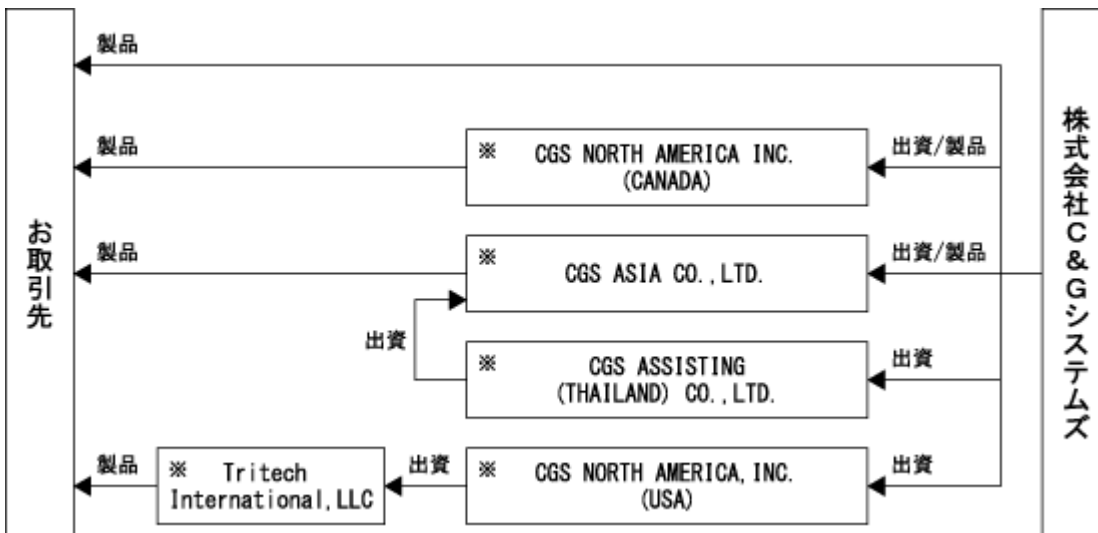 お取引先
製品
製品
※ CGS NORTH AMERICA INC.
(CANADA)
出資/製品
製品
※ CGS ASIA CO.,LTD.
出資/製品
出資
※ CGS ASSISTING
(THAILAND) CO.,LTD.
出資
製品
※ Tritech
International,LLC
出資
※ CGS NORTH AMERICA,INC.
(USA)
出資
株式会社C&Gシステムズ